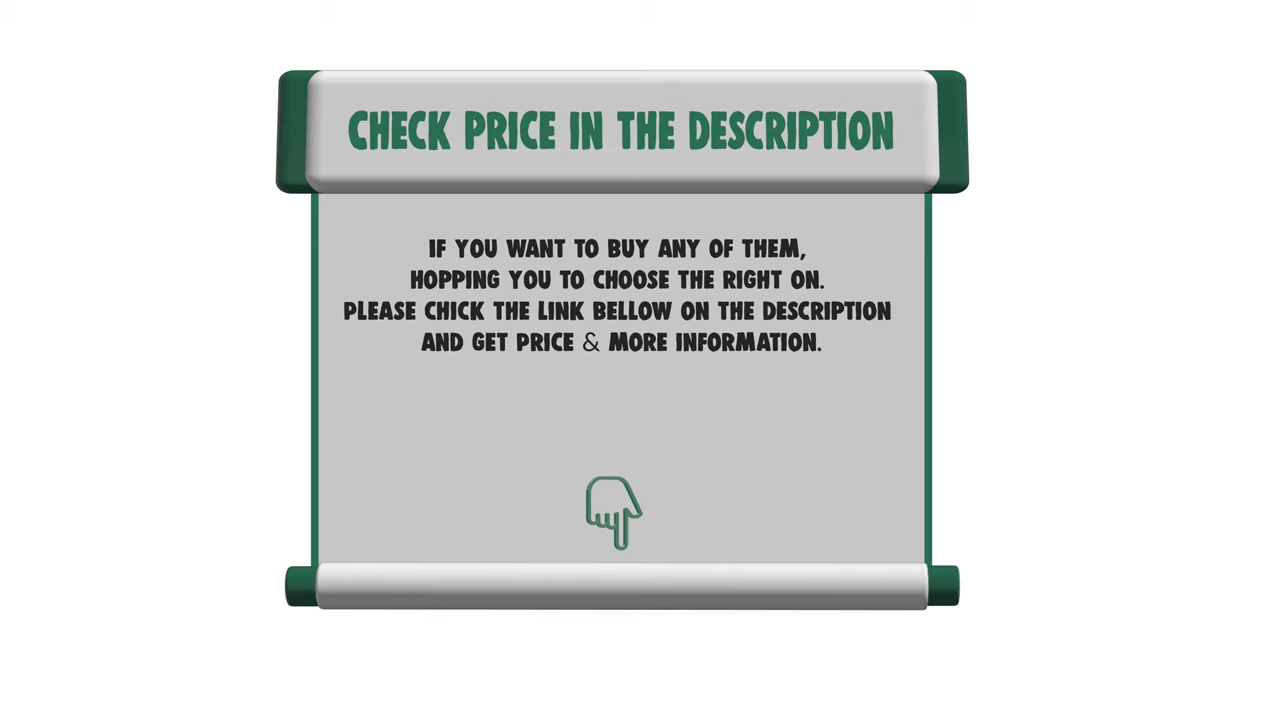 CHECK PRICE IN THE DESCRIPTION
IF YOU WANT TO BUY ANY OF THEM,
HOPPING YOU TO CHOOSE THE RIGHT ON.
PLEASE CHICK THE LINK BELLOW ON THE DESCRIPTION
AND GET PRICE & MORE INFORMATION.